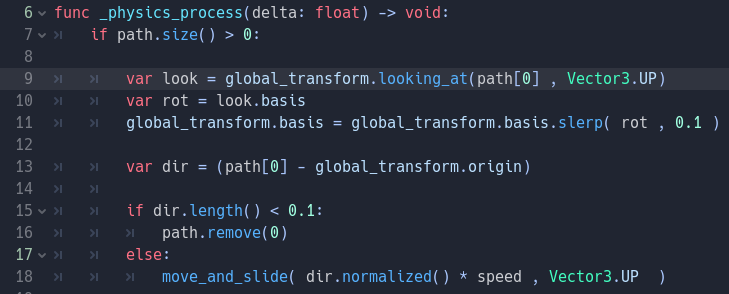 6 func _physics_process(delta: float) -> void:
7 if path.size() > 0:
8
9 var look = global_transform.looking_at(path[0] , Vector3.UP)
10 var rot = look.basis
11 global_transform.basis = global_transform.basis.slerp( rot , 0.1 )
12
13 var dir = (path[0] - global_transform.origin)
14
15 if dir.length() < 0.1:
16 path.remove(0)
17 else:
18 move_and_slide( dir.normalized() * speed , Vector3.UP )